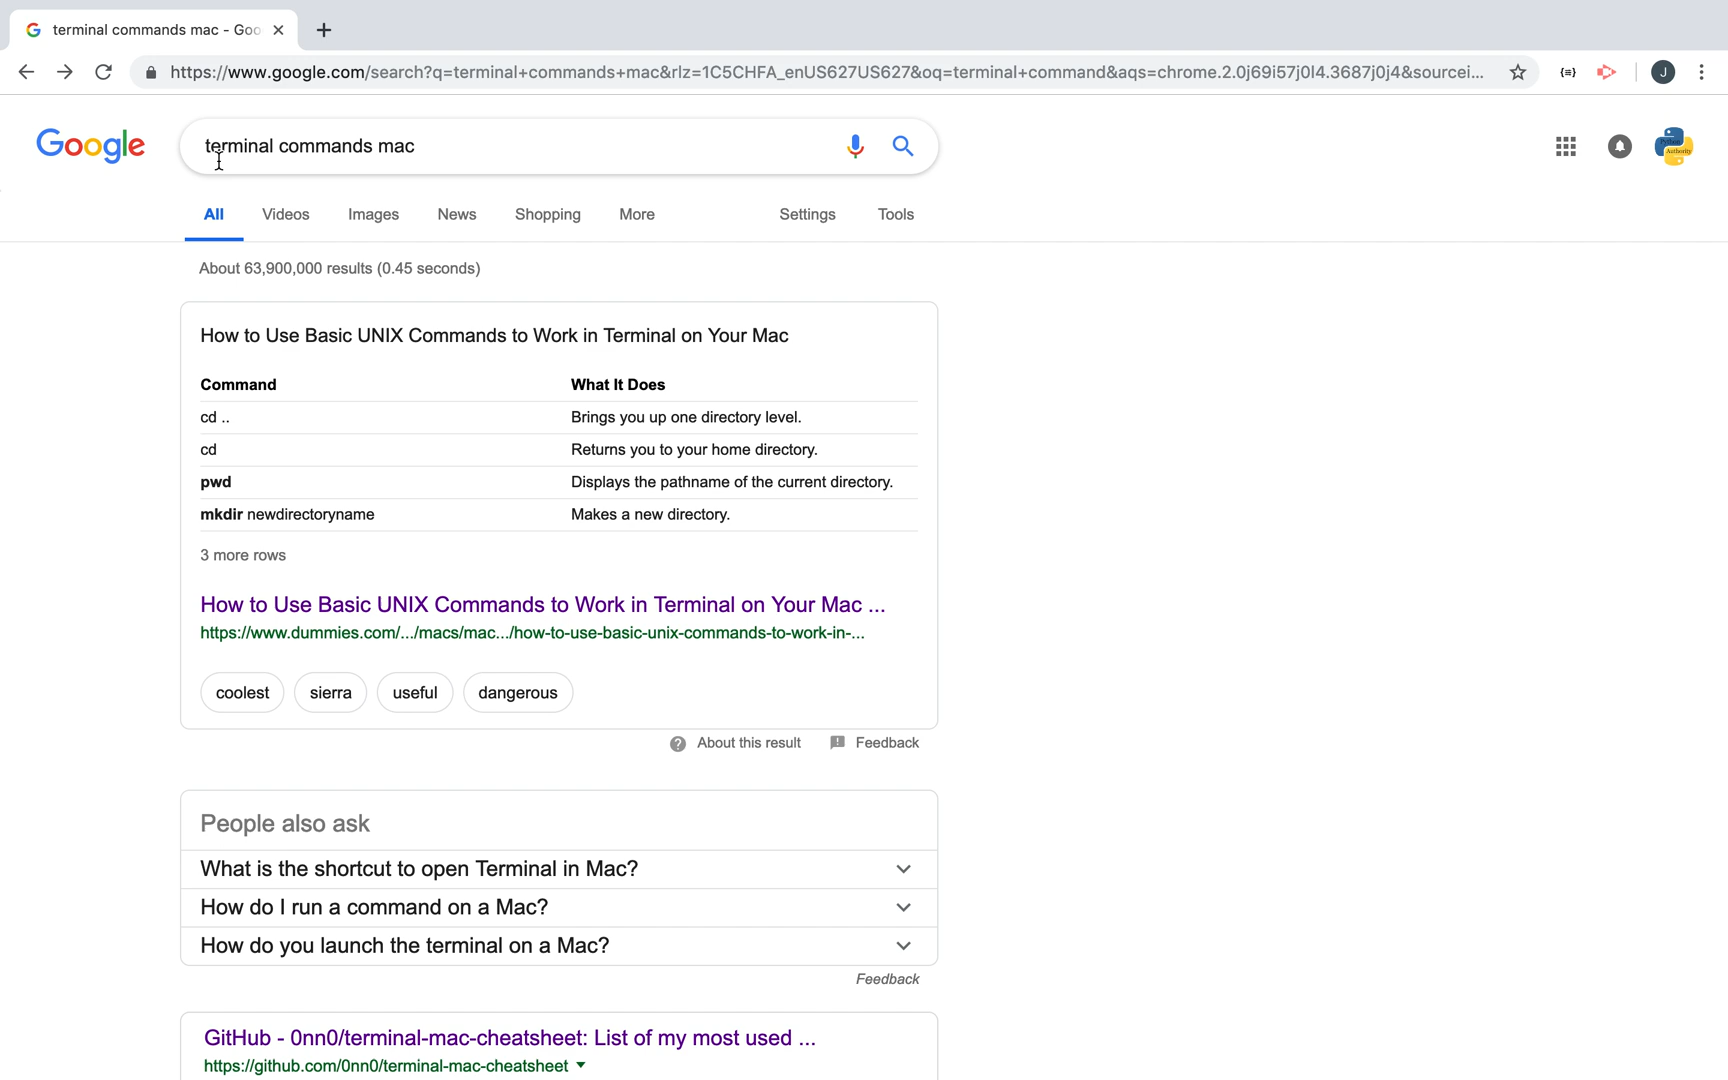 terminal commands mac - Goo
https://www.google.com/search?q=terminal+commands+mac&rlz=1C5CHFA_enUS627US627&oq=terminal+command&aqs=chrome.2.0j69i57j0l4.3687j0j4&sourcei...
J
Google
terminal commands mac
Python
Authority
All Videos Images News Shopping More Settings Tools
About 63,900,000 results (0.45 seconds)
How to Use Basic UNIX Commands to Work in Terminal on Your Mac
Command What It Does
cd .. Brings you up one directory level.
cd Returns you to your home directory.
pwd Displays the pathname of the current directory.
mkdir newdirectoryname Makes a new directory.
3 more rows
How to Use Basic UNIX Commands to Work in Terminal on Your Mac ...
https://www.dummies.com/.../macs/mac.../how-to-use-basic-unix-commands-to-work-in-...
coolest sierra useful dangerous
About this result Feedback
People also ask
What is the shortcut to open Terminal in Mac?
How do I run a command on a Mac?
How do you launch the terminal on a Mac?
Feedback
GitHub - 0nn0/terminal-mac-cheatsheet: List of my most used ...
https://github.com/0nn0/terminal-mac-cheatsheet